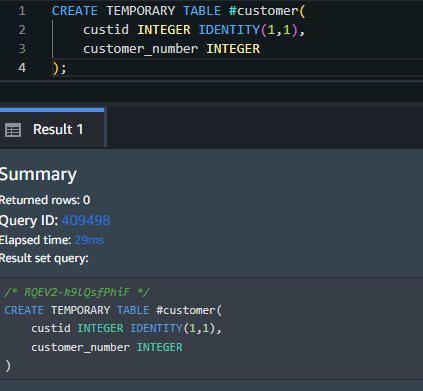 1 CREATE TEMPORARY TABLE #customer(
2 custid INTEGER IDENTITY(1,1),
3 customer_number INTEGER
4 );
Result 1
Summary
Returned rows: 0
Query ID: 409498
Elapsed time: 29ms
Result set query:
/* RQEV2-k9lQsfPhiF */
CREATE TEMPORARY TABLE #customer(
custid INTEGER IDENTITY(1,1),
customer_number INTEGER
)